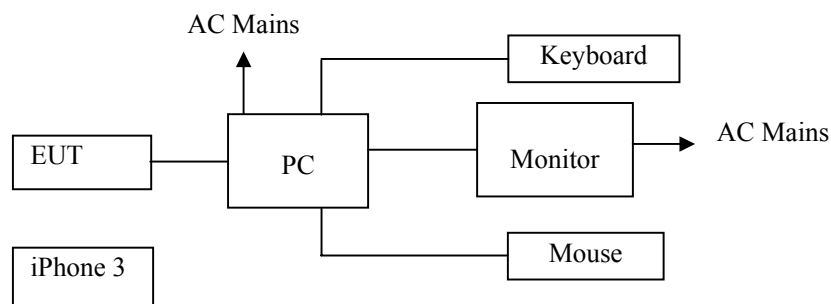 AC Mains
Keyboard
AC Mains
EUT
PC
Monitor
Mouse
iPhone 3